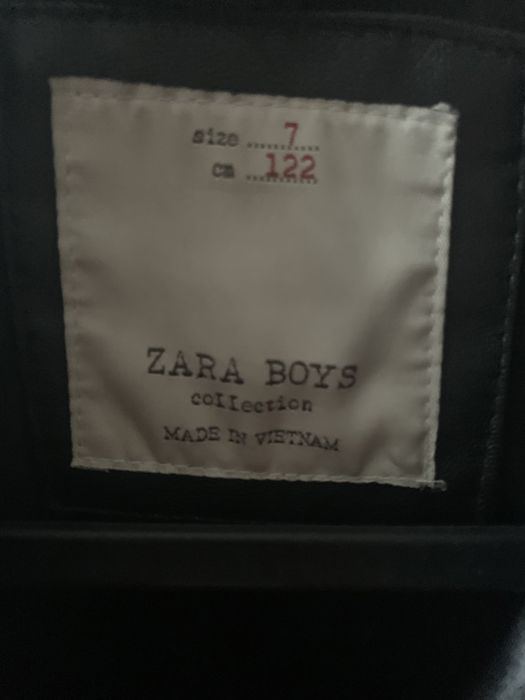 size 7
cm 122
ZARA BOYS
collection
MADE IN VIETNAM